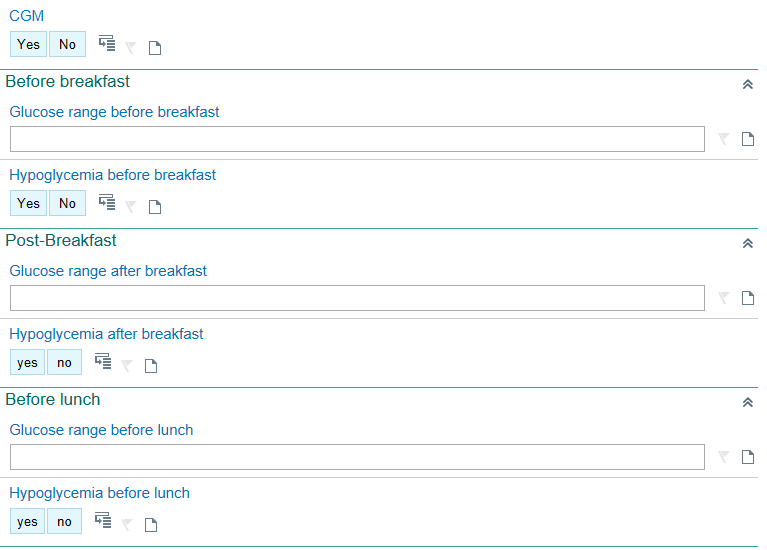 CGM
Yes No
Before breakfast
Glucose range before breakfast
Hypoglycemia before breakfast
Yes No
Post-Breakfast
Glucose range after breakfast
Hypoglycemia after breakfast
yes no
Before lunch
Glucose range before lunch
Hypoglycemia before lunch
yes no